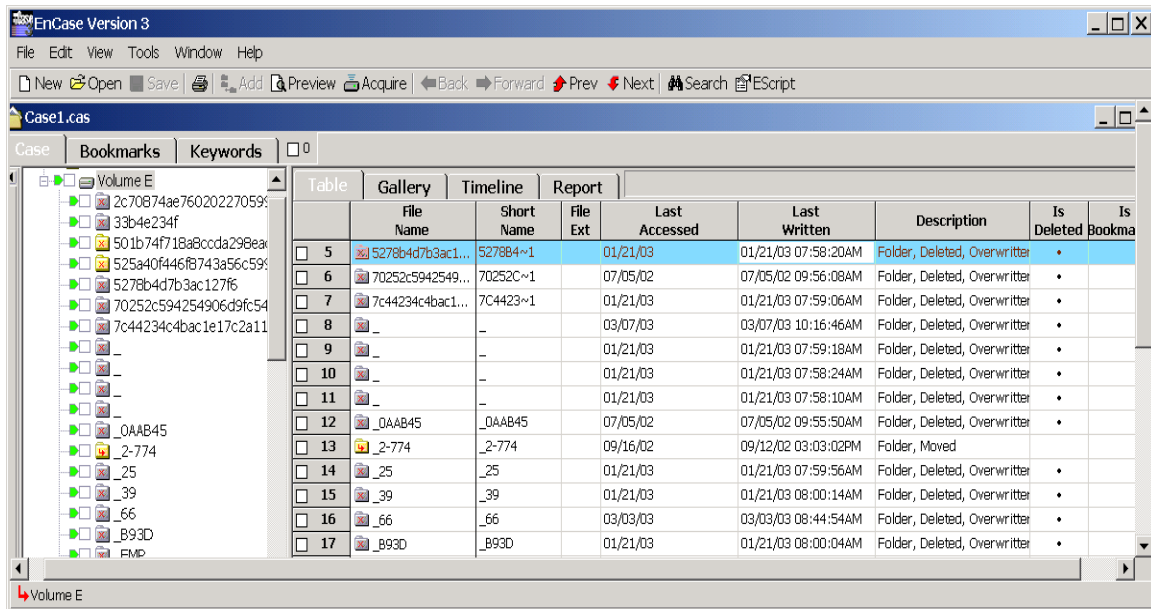 EnCase Version 3
File Edit View Tools Window Help
New Open Save Add Preview Acquire Back Forward Prev Next Search EScript
Case1.cas
Case Bookmarks Keywords 0
Volume E
2c70874ae760202270599
33b4e234f
501b74f718a8ccda298ead
525a40f446f8743a56c599
5278b4d7b3ac127f6
70252c594254906d9fc54
7c44234c4bac1e17c2a11
_
_
_
_
_0AAB45
_2-774
_25
_39
_66
_B93D
_EMP
Table Gallery Timeline Report
File Name Short Name File Ext Last Accessed Last Written Description Is Deleted Is Bookma
5 5278b4d7b3ac1... 5278B4~1 01/21/03 01/21/03 07:58:20AM Folder, Deleted, Overwritten •
6 70252c5942549... 70252C~1 07/05/02 07/05/02 09:56:08AM Folder, Deleted, Overwritten •
7 7c44234c4bac1... 7C4423~1 01/21/03 01/21/03 07:59:06AM Folder, Deleted, Overwritten •
8 _ _ 03/07/03 03/07/03 10:16:46AM Folder, Deleted, Overwritten •
9 _ _ 01/21/03 01/21/03 07:59:18AM Folder, Deleted, Overwritten •
10 _ _ 01/21/03 01/21/03 07:58:24AM Folder, Deleted, Overwritten •
11 _ _ 01/21/03 01/21/03 07:58:10AM Folder, Deleted, Overwritten •
12 _0AAB45 _0AAB45 07/05/02 07/05/02 09:55:50AM Folder, Deleted, Overwritten •
13 _2-774 _2-774 09/16/02 09/12/02 03:03:02PM Folder, Moved
14 _25 _25 01/21/03 01/21/03 07:59:56AM Folder, Deleted, Overwritten •
15 _39 _39 01/21/03 01/21/03 08:00:14AM Folder, Deleted, Overwritten •
16 _66 _66 03/03/03 03/03/03 08:44:54AM Folder, Deleted, Overwritten •
17 _B93D _B93D 01/21/03 01/21/03 08:00:04AM Folder, Deleted, Overwritten •
Volume E